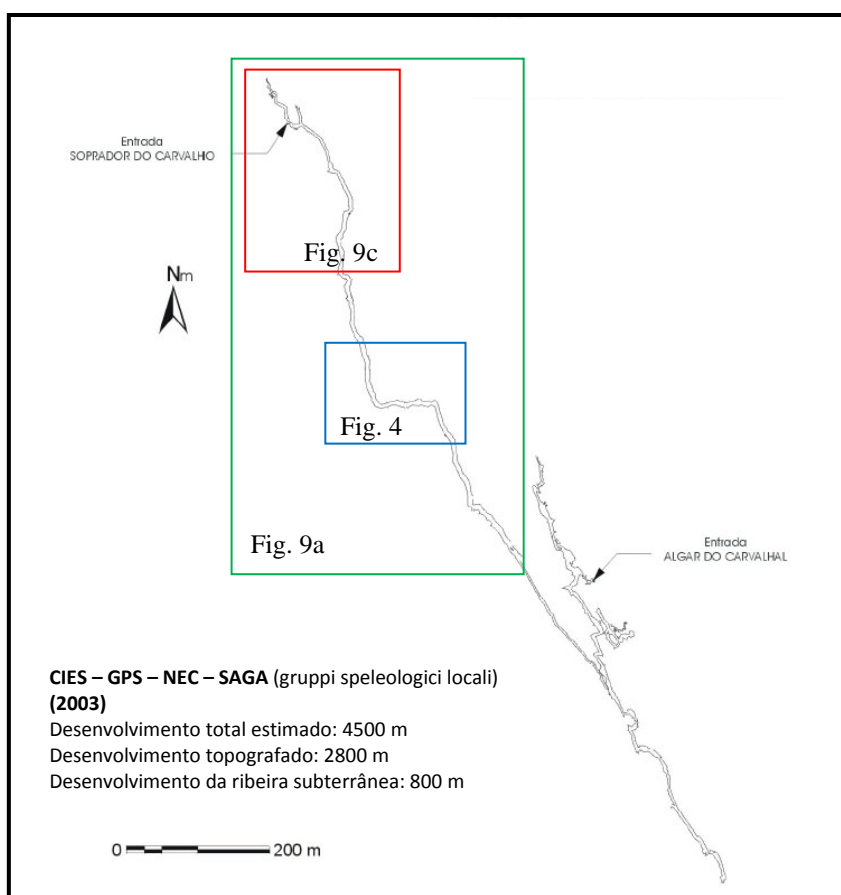 Entrada
SOPRADOR DO CARVALHO
Fig. 9c
Nm
Fig. 4
Fig. 9a
Entrada
ALGAR DO CARVALHAL
CIES – GPS – NEC – SAGA (gruppi speleologici locali)
(2003)
Desenvolvimento total estimado: 4500 m
Desenvolvimento topografado: 2800 m
Desenvolvimento da ribeira subterrânea: 800 m
0 200 m